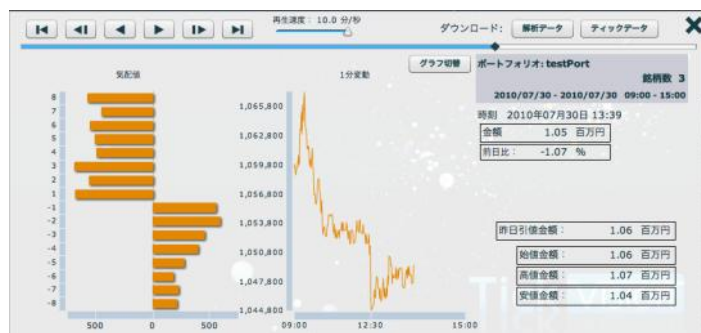 再生速度： 10.0 分/秒
ダウンロード： 解析データ ティックデータ
グラフ切替
気配値
8
7
6
5
4
3
2
1
-1
-2
-3
-4
-5
-6
-7
-8
500 0 500
1分変動
1,065,800
1,062,800
1,059,800
1,056,800
1,053,800
1,050,800
1,047,800
1,044,800
09:00 12:30 15:00
ポートフォリオ: testPort
銘柄数 3
2010/07/30 - 2010/07/30 09:00 - 15:00
時刻 2010年07月30日 13:39
金額 1.05 百万円
前日比： -1.07 %
昨日引値金額： 1.06 百万円
始値金額： 1.06 百万円
高値金額： 1.07 百万円
安値金額： 1.04 百万円